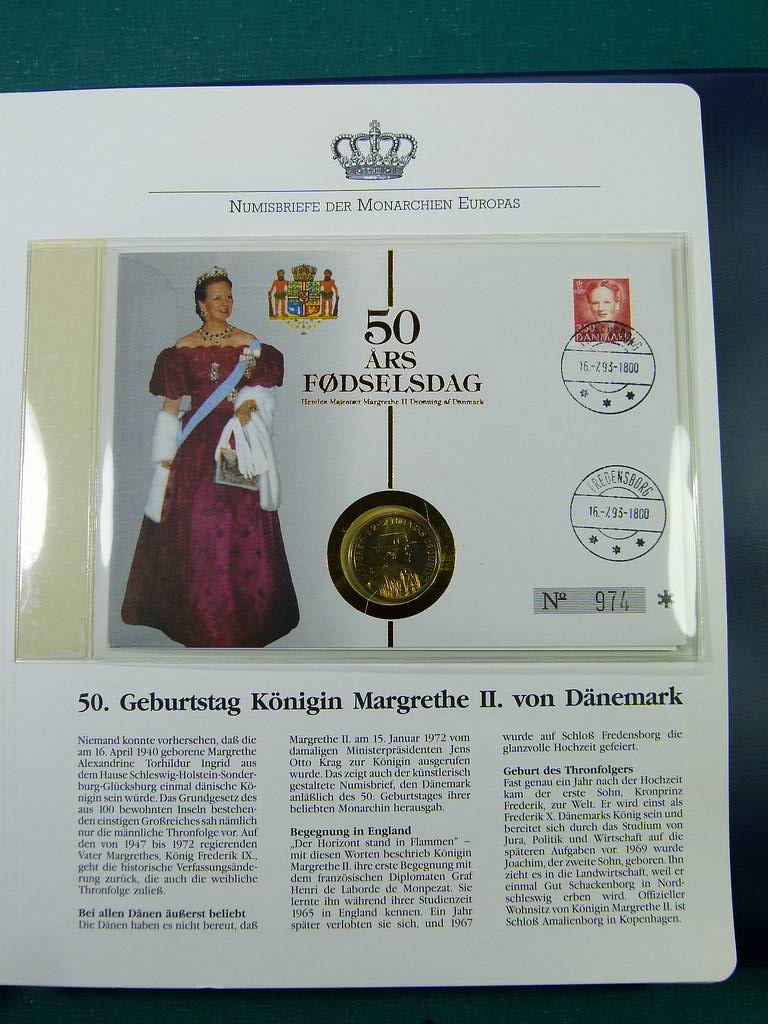 NUMISBRIEFE DER MONARCHIEN EUROPAS
50
ÅRS
FØDSELSDAG
Hendes Majestæt Margrethe II Dronning af Danmark
3.50
DANMARK
16.-7.93-1800
FREDENSBORG
16.-7.93-1800
Nº 974
50. Geburtstag Königin Margrethe II. von Dänemark
Niemand konnte vorhersehen, daß die
am 16. April 1940 geborene Margrethe
Alexandrine Torhildur Ingrid aus
dem Hause Schleswig-Holstein-Sonder-
burg-Glücksburg einmal dänische Kö-
nigin sein würde. Das Grundgesetz des
aus 100 bewohnten Inseln bestehen-
den einstigen Großreiches sah nämlich
nur die männliche Thronfolge vor. Auf
den von 1947 bis 1972 regierenden
Vater Margrethes, König Frederik IX.,
geht die historische Verfassungsände-
rung zurück, die auch die weibliche
Thronfolge zuließ.
Bei allen Dänen äußerst beliebt
Die Dänen haben es nicht bereut, daß
Margrethe II. am 15. Januar 1972 vom
damaligen Ministerpräsidenten Jens
Otto Krag zur Königin ausgerufen
wurde. Das zeigt auch der künstlerisch
gestaltete Numisbrief, den Dänemark
anläßlich des 50. Geburtstages ihrer
beliebten Monarchin herausgab.
Begegnung in England
„Der Horizont stand in Flammen" –
mit diesen Worten beschrieb Königin
Margrethe II. ihre erste Begegnung mit
dem französischen Diplomaten Graf
Henri de Laborde de Monpezat. Sie
lernte ihn während ihrer Studienzeit
1965 in England kennen. Ein Jahr
später verlobten sie sich, und 1967
wurde auf Schloß Fredensborg die
glanzvolle Hochzeit gefeiert.
Geburt des Thronfolgers
Fast genau ein Jahr nach der Hochzeit
kam der erste Sohn, Kronprinz
Frederik, zur Welt. Er wird einst als
Frederik X. Dänemarks König sein und
bereitet sich durch das Studium von
Jura, Politik und Wirtschaft auf die
späteren Aufgaben vor. 1969 wurde
Joachim, der zweite Sohn, geboren. Ihn
zieht es in die Landwirtschaft, weil er
einmal Gut Schackenborg in Nord-
schleswig erben wird. Offizieller
Wohnsitz von Königin Margrethe II. ist
Schloß Amalienborg in Kopenhagen.